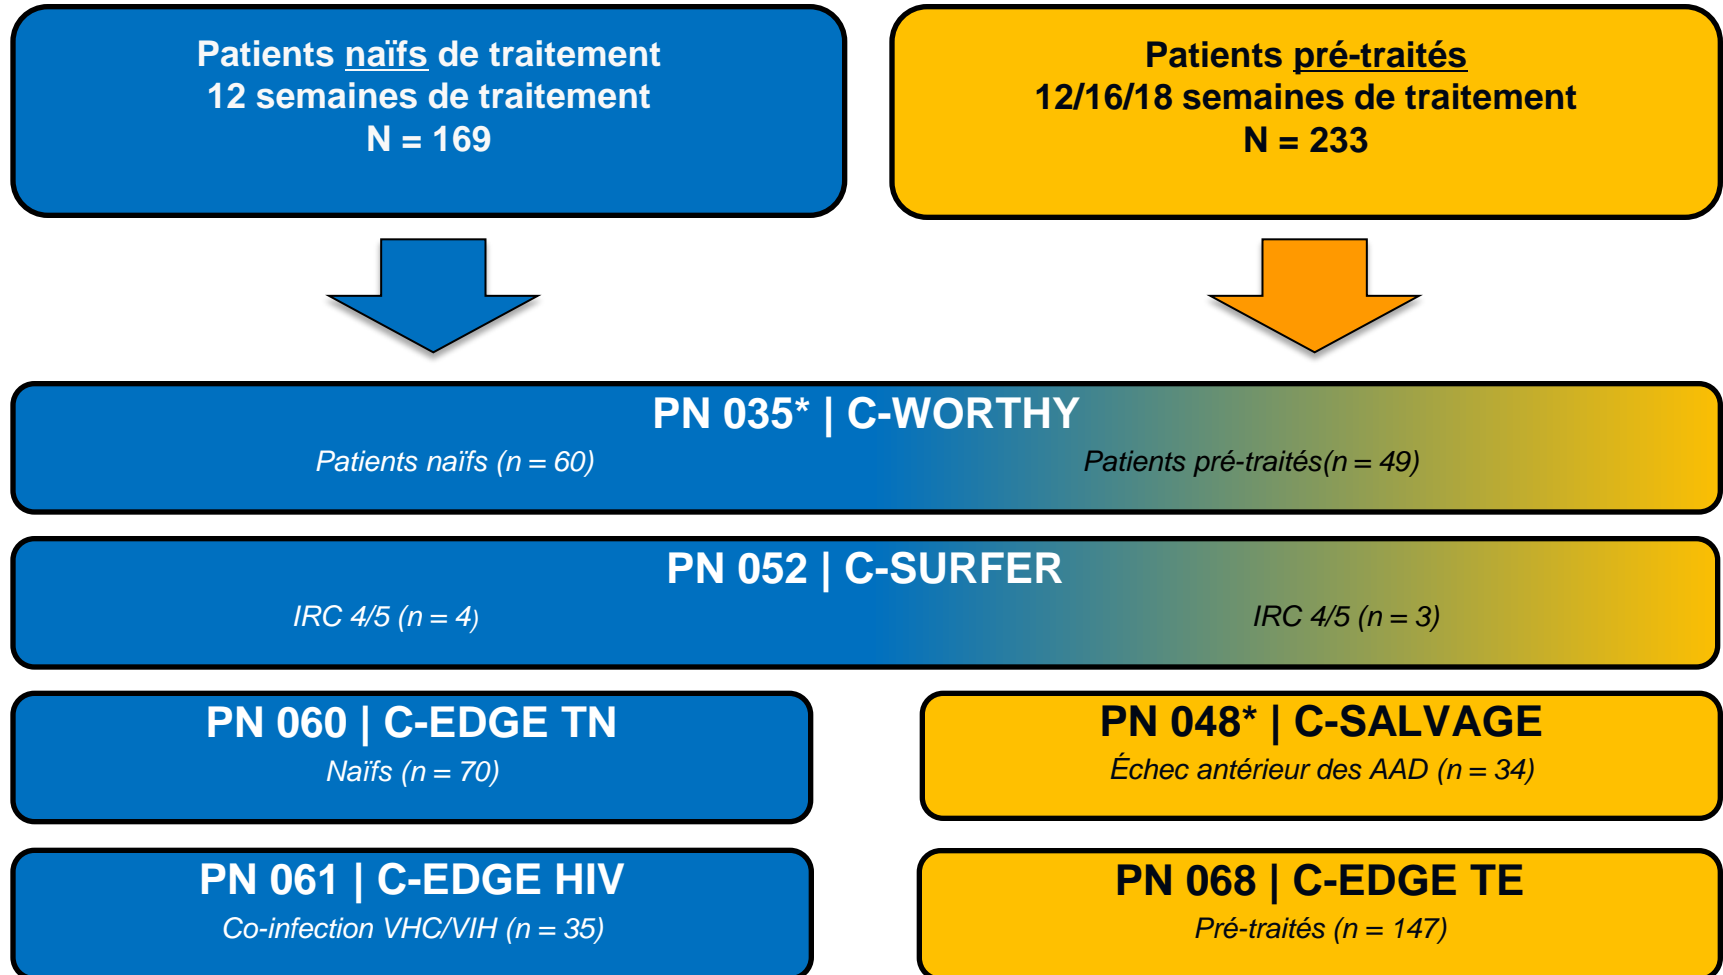 Patients naïfs de traitement
12 semaines de traitement
N = 169
Patients pré-traités
12/16/18 semaines de traitement
N = 233
PN 035* | C-WORTHY
Patients naïfs (n = 60)
Patients pré-traités(n = 49)
PN 052 | C-SURFER
IRC 4/5 (n = 4)
IRC 4/5 (n = 3)
PN 060 | C-EDGE TN
Naïfs (n = 70)
PN 048* | C-SALVAGE
Échec antérieur des AAD (n = 34)
PN 061 | C-EDGE HIV
Co-infection VHC/VIH (n = 35)
PN 068 | C-EDGE TE
Pré-traités (n = 147)